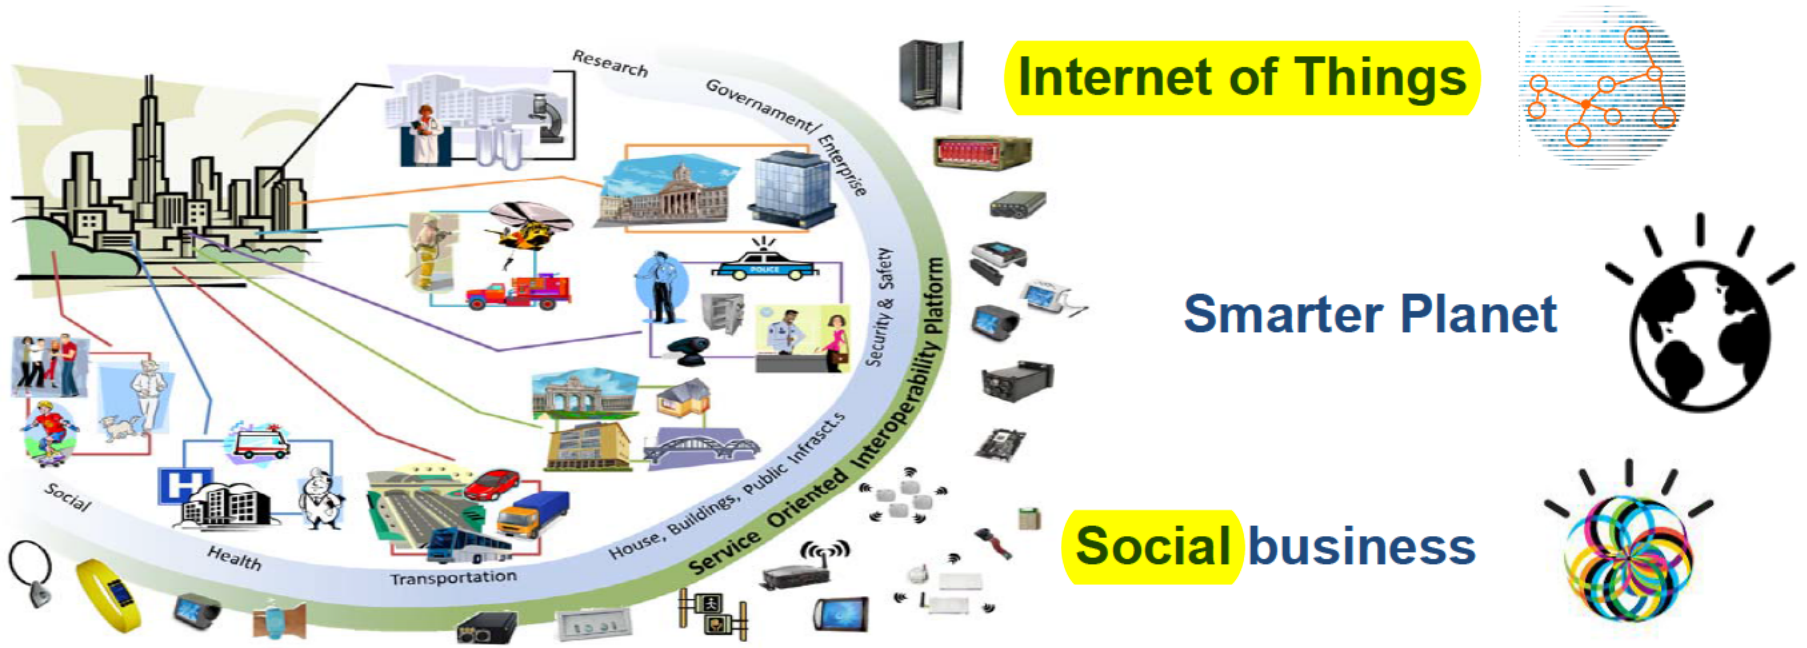 Research
Governament/ Enterprise
Internet of Things
POLICE
Security & Safety
Smarter Planet
House, Buildings, Public Infrasct.s
Service Oriented Interoperability Platform
H
Social
Health
Transportation
Social business